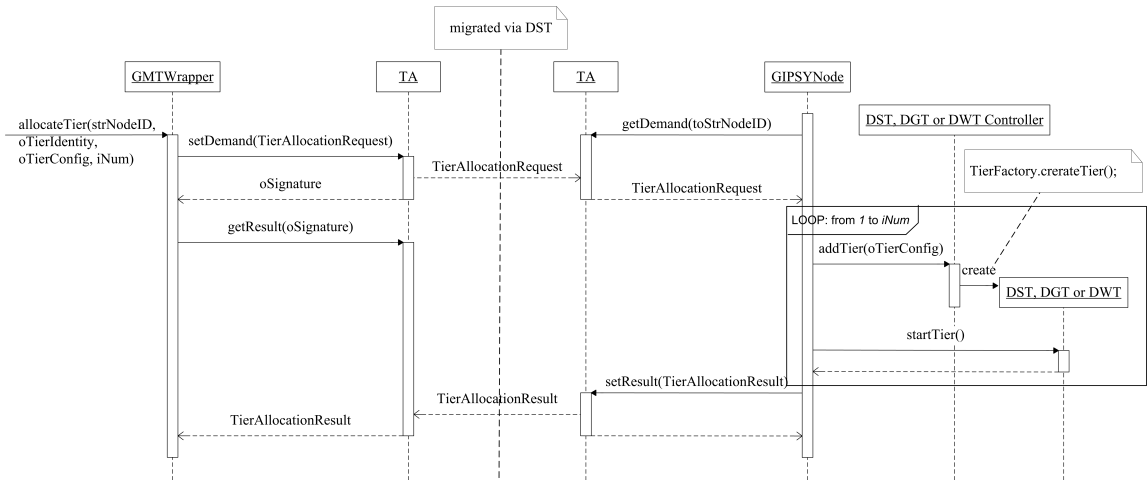 migrated via DST
GMTWrapper
TA
TA
GIPSYNode
DST, DGT or DWT Controller
allocateTier(strNodeID,
oTierIdentity,
oTierConfig, iNum)
setDemand(TierAllocationRequest)
getDemand(toStrNodeID)
TierAllocationRequest
TierFactory.crerateTier();
oSignature
TierAllocationRequest
LOOP: from 1 to iNum
getResult(oSignature)
addTier(oTierConfig)
create
DST, DGT or DWT
startTier()
setResult(TierAllocationResult)
TierAllocationResult
TierAllocationResult